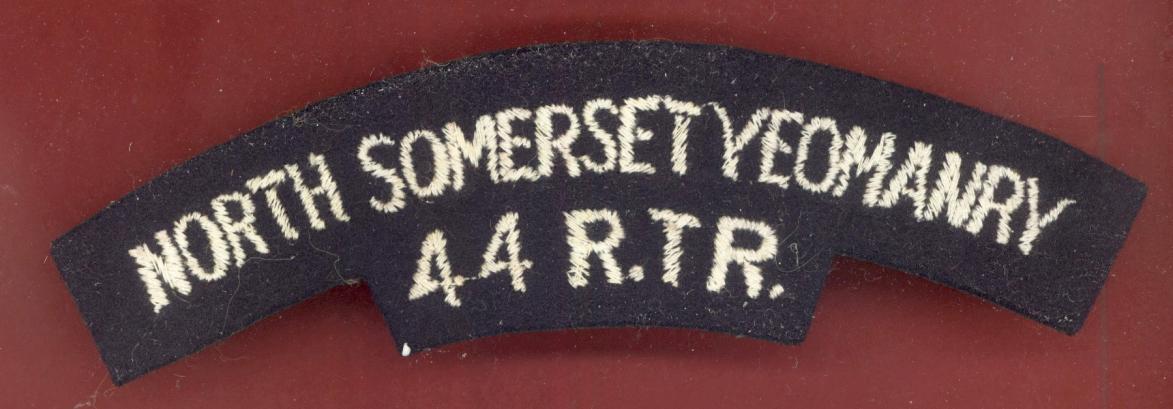 NORTH SOMERSET YEOMANRY
44 R.T.R.